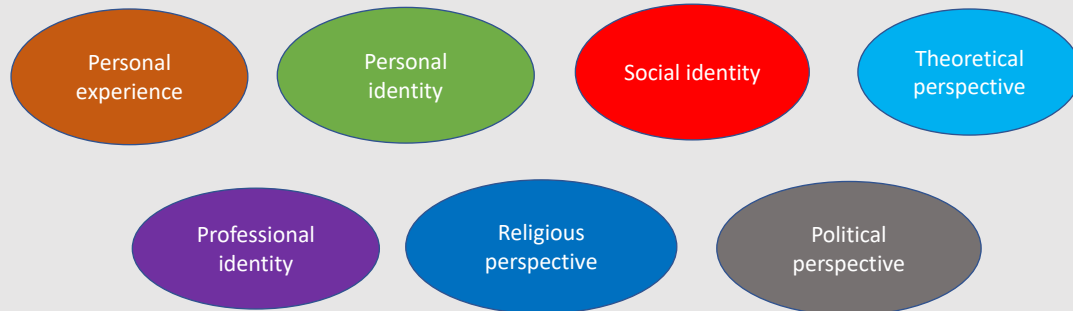 Personal
experience
Personal
identity
Social identity
Theoretical
perspective
Professional
identity
Religious
perspective
Political
perspective